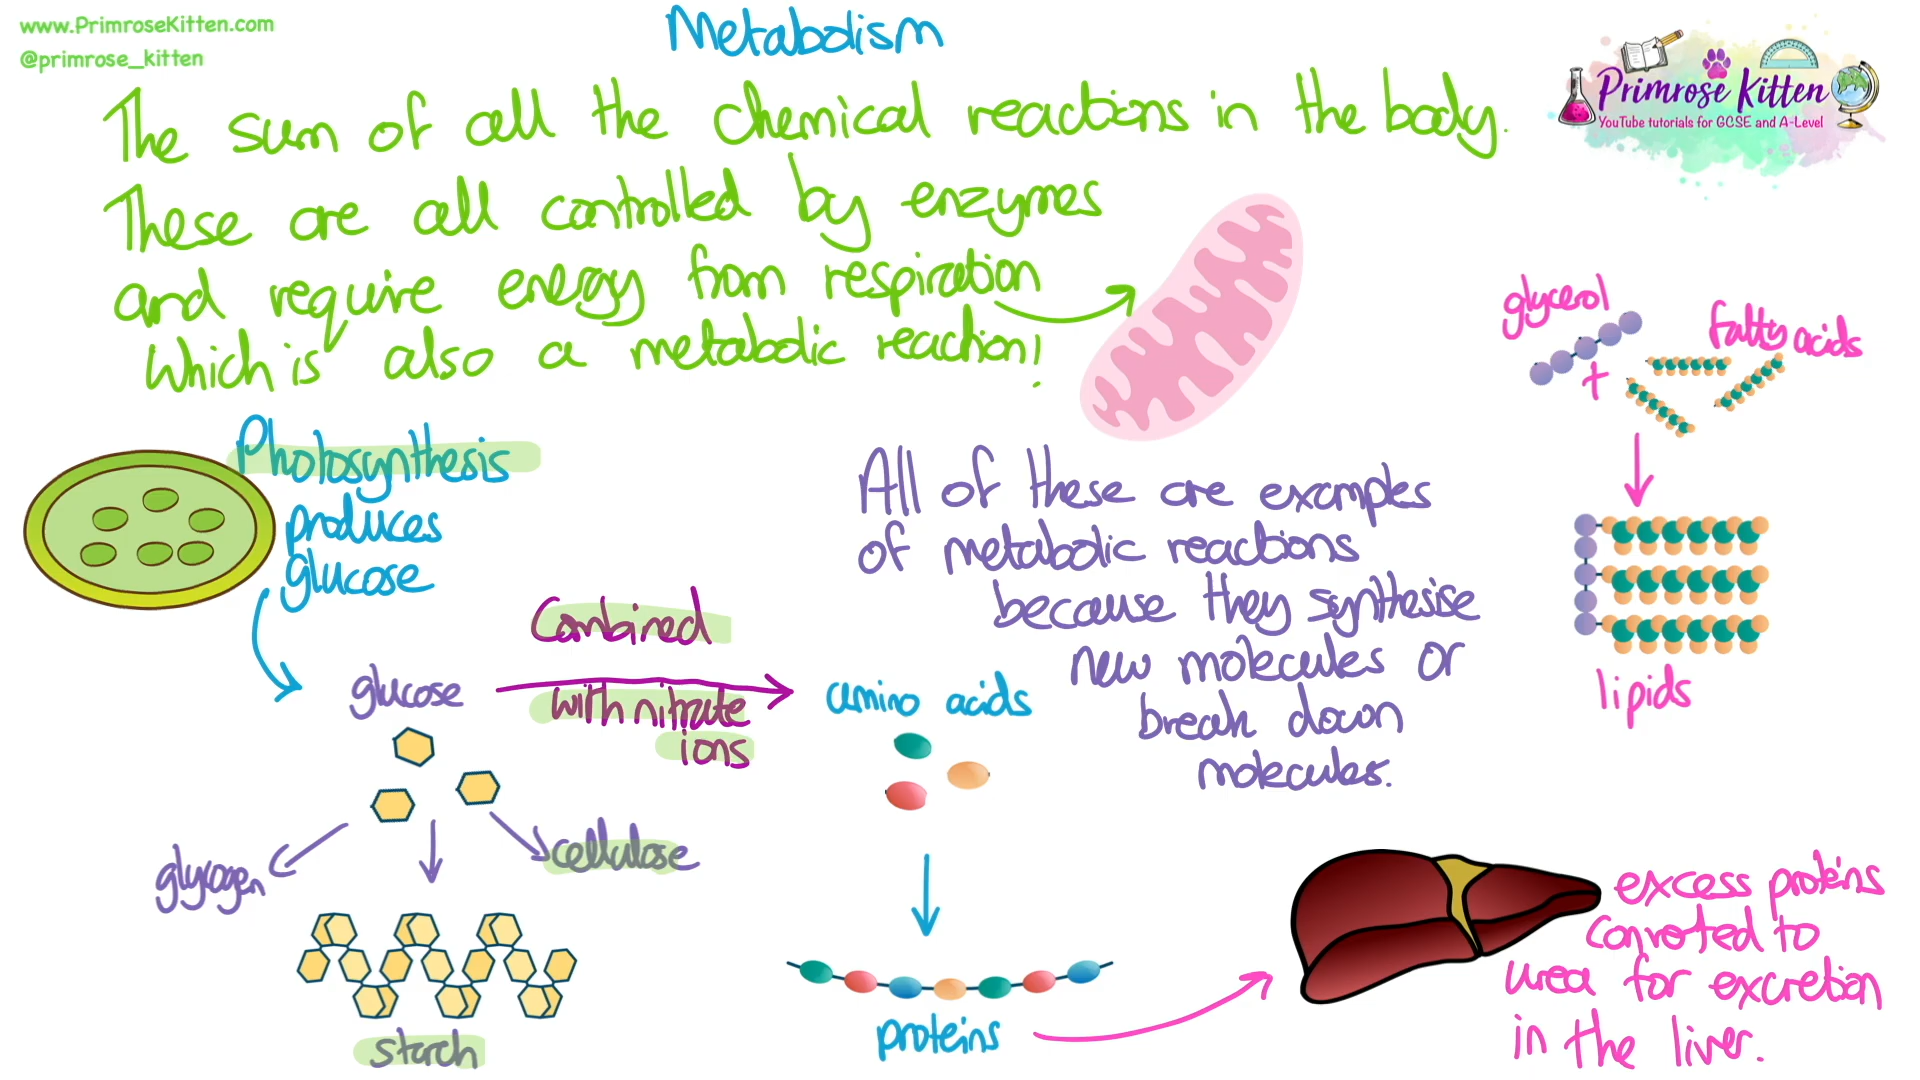 www.PrimroseKitten.com
@primrose_kitten
Metabolism
Primrose Kitten
YouTube tutorials for GCSE and A-Level
The sum of all the chemical reactions in the body.
These are all controlled by enzymes
and require energy from respiration
which is also a metabolic reaction!
glycerol
+
fatty acids
lipids
Photosynthesis
produces
glucose
glucose
Combined
with nitrate
ions
amino acids
All of these are examples
of metabolic reactions
because they synthesise
new molecules or
break down
molecules.
glycogen
cellulose
starch
proteins
excess proteins
converted to
urea for excretion
in the liver.